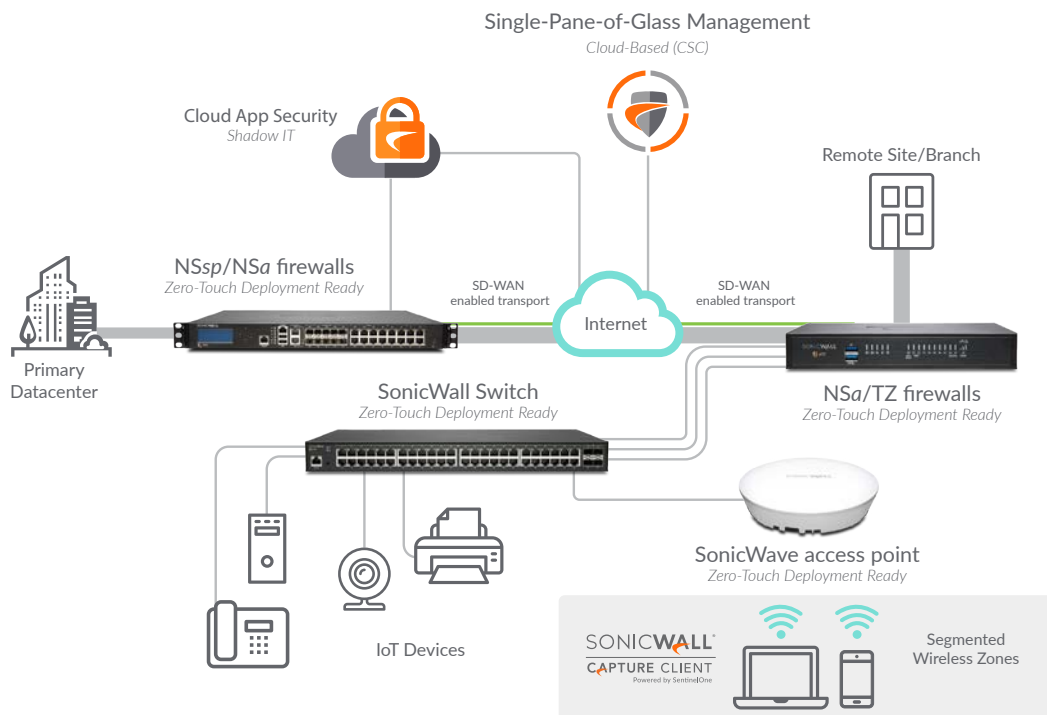 Single-Pane-of-Glass Management
Cloud-Based (CSC)
Cloud App Security
Shadow IT
Remote Site/Branch
NSsp/NSa firewalls
Zero-Touch Deployment Ready
SD-WAN
enabled transport
Internet
SD-WAN
enabled transport
Primary
Datacenter
SONICWALL
NSa/TZ firewalls
Zero-Touch Deployment Ready
SonicWall Switch
Zero-Touch Deployment Ready
SonicWave access point
Zero-Touch Deployment Ready
IoT Devices
SONICWALL
CAPTURE CLIENT
Powered by SentinelOne
Segmented
Wireless Zones